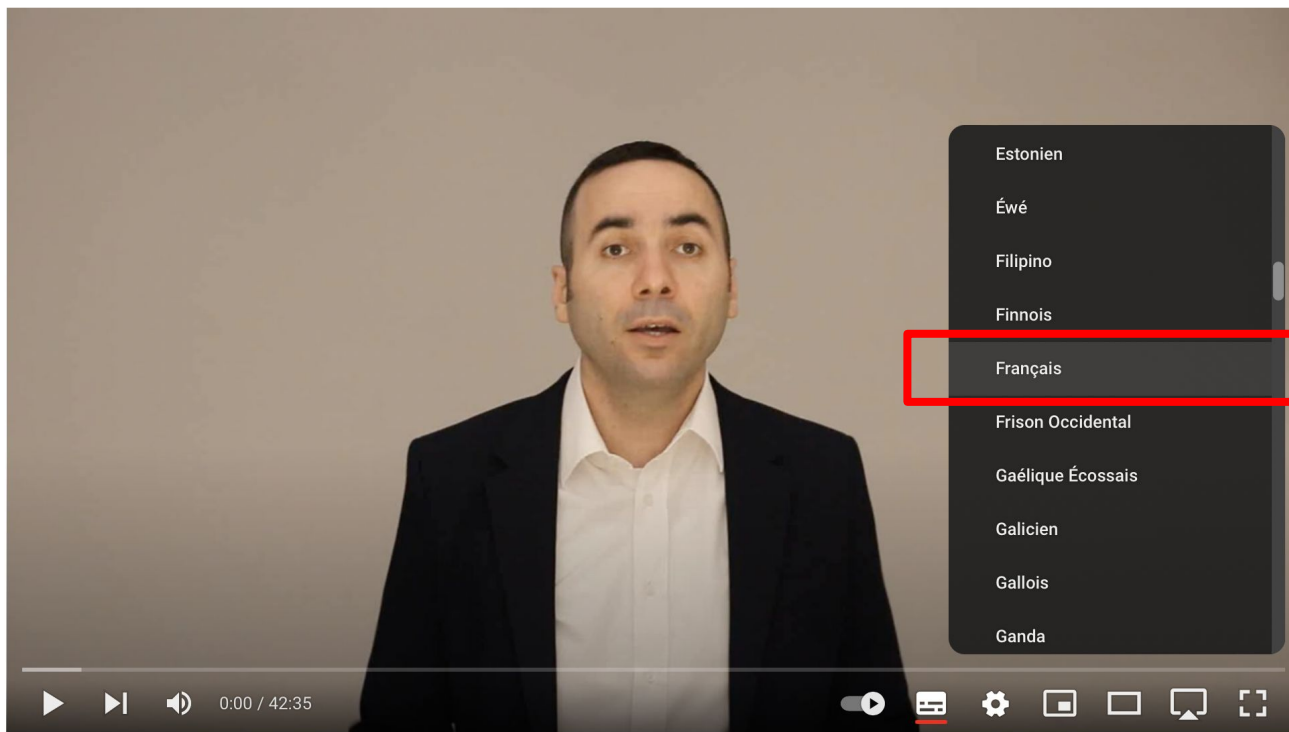 Estonien
Éwé
Filipino
Finnois
Français
Frison Occidental
Gaélique Écossais
Galicien
Gallois
Ganda
0:00 / 42:35